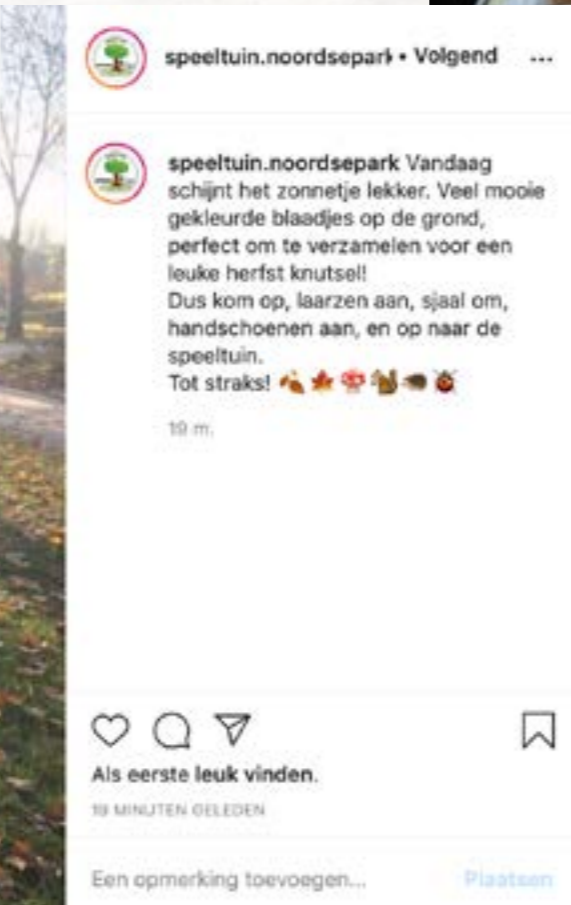 speeltuin.noordsepark • Volgend ...
speeltuin.noordsepark Vandaag
schijnt het zonnetje lekker. Veel mooie
gekleurde blaadjes op de grond,
perfect om te verzamelen voor een
leuke herfst knutsel!
Dus kom op, laarzen aan, sjaal om,
handschoenen aan, en op naar de
speeltuin.
Tot straks! 🍂🍁🍄🐿️🦔🐞
19 m.
Als eerste leuk vinden.
19 MINUTEN GELEDEN
Een opmerking toevoegen... Plaatsen